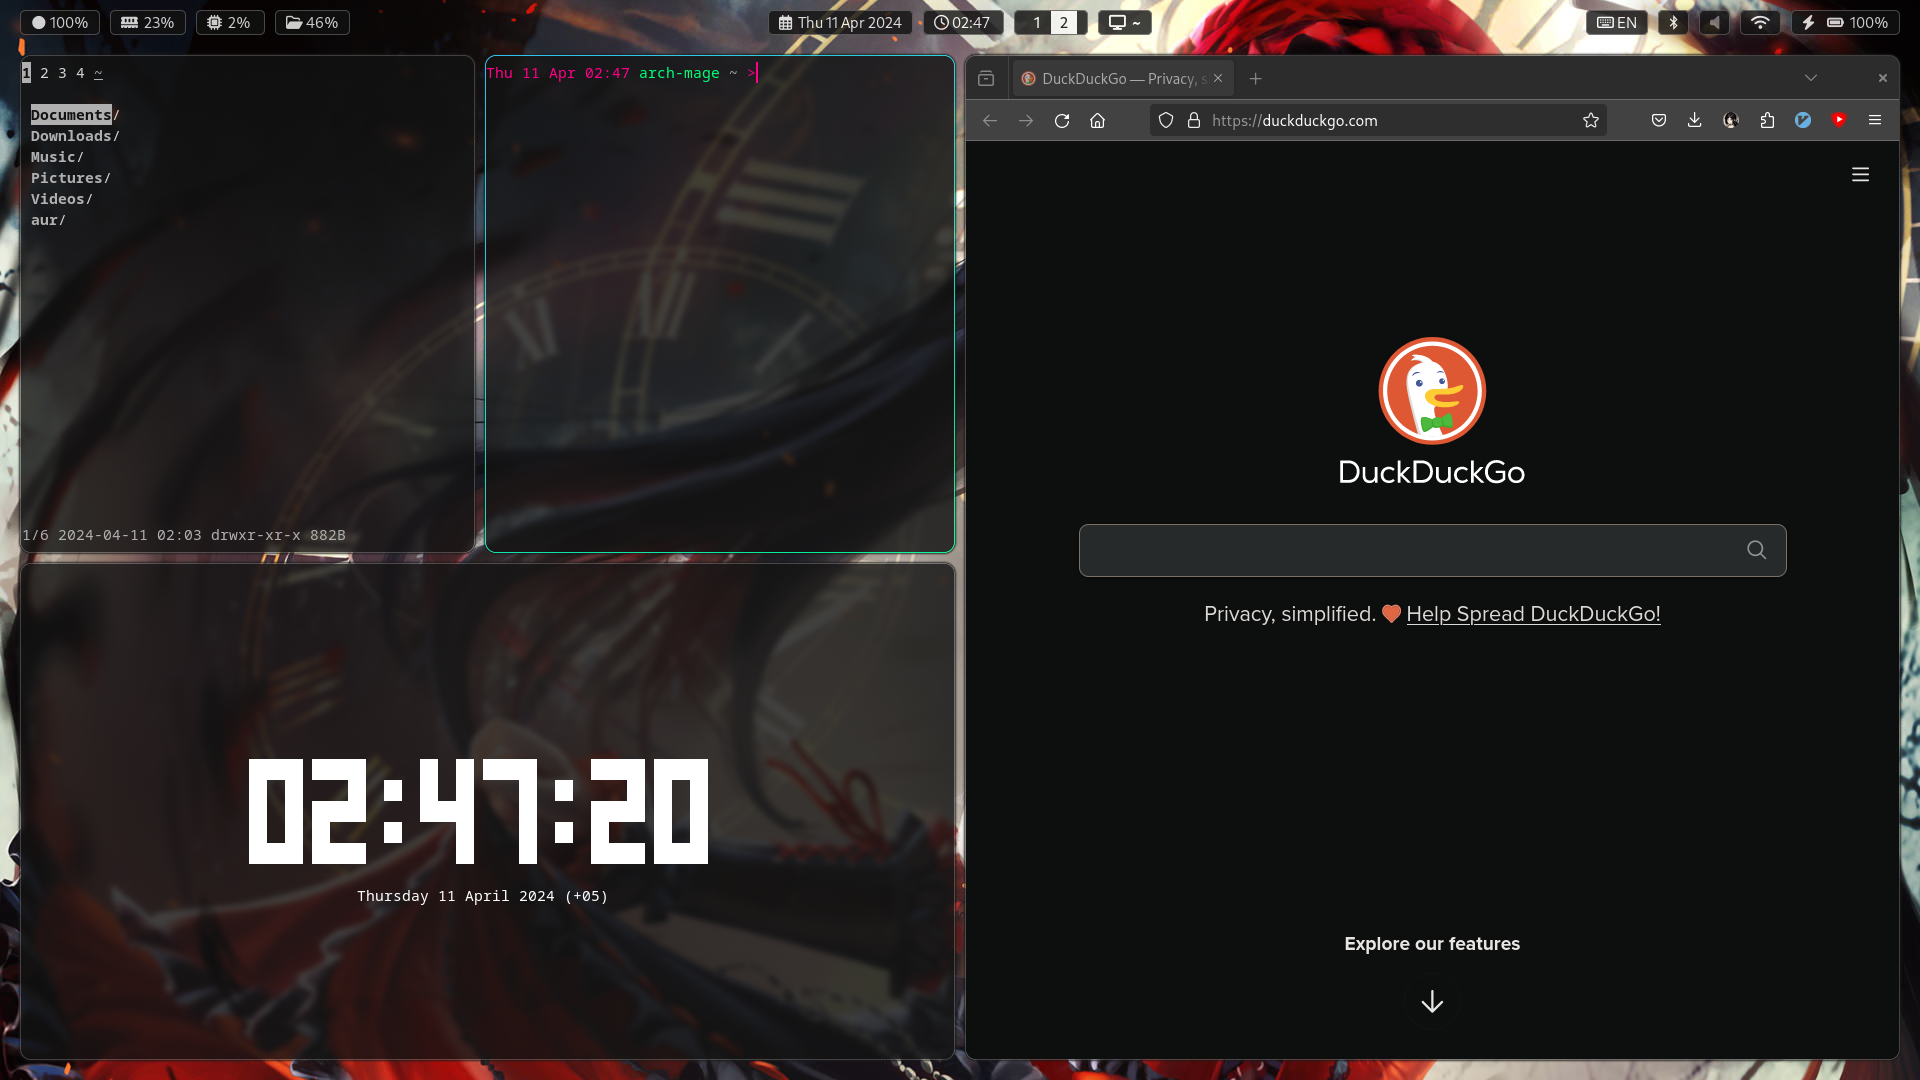 100% 23% 2% 46% Thu 11 Apr 2024 02:47 1 2 ~ EN 100%
1 2 3 4 ~
Documents/
Downloads/
Music/
Pictures/
Videos/
aur/
1/6 2024-04-11 02:03 drwxr-xr-x 882B
Thu 11 Apr 02:47 arch-mage ~ >
02:47:20
Thursday 11 April 2024 (+05)
DuckDuckGo — Privacy, s
https://duckduckgo.com
DuckDuckGo
Privacy, simplified. Help Spread DuckDuckGo!
Explore our features